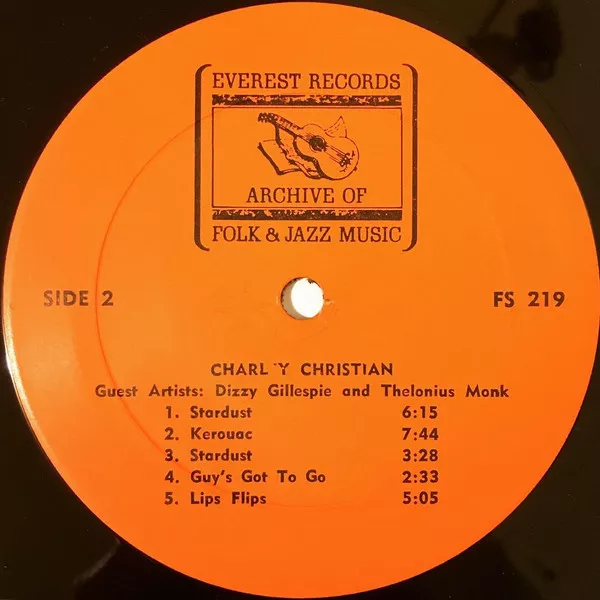 EVEREST RECORDS
ARCHIVE OF
FOLK & JAZZ MUSIC
SIDE 2
FS 219
CHARL Y CHRISTIAN
Guest Artists: Dizzy Gillespie and Thelonius Monk
1. Stardust 6:15
2. Kerouac 7:44
3. Stardust 3:28
4. Guy's Got To Go 2:33
5. Lips Flips 5:05